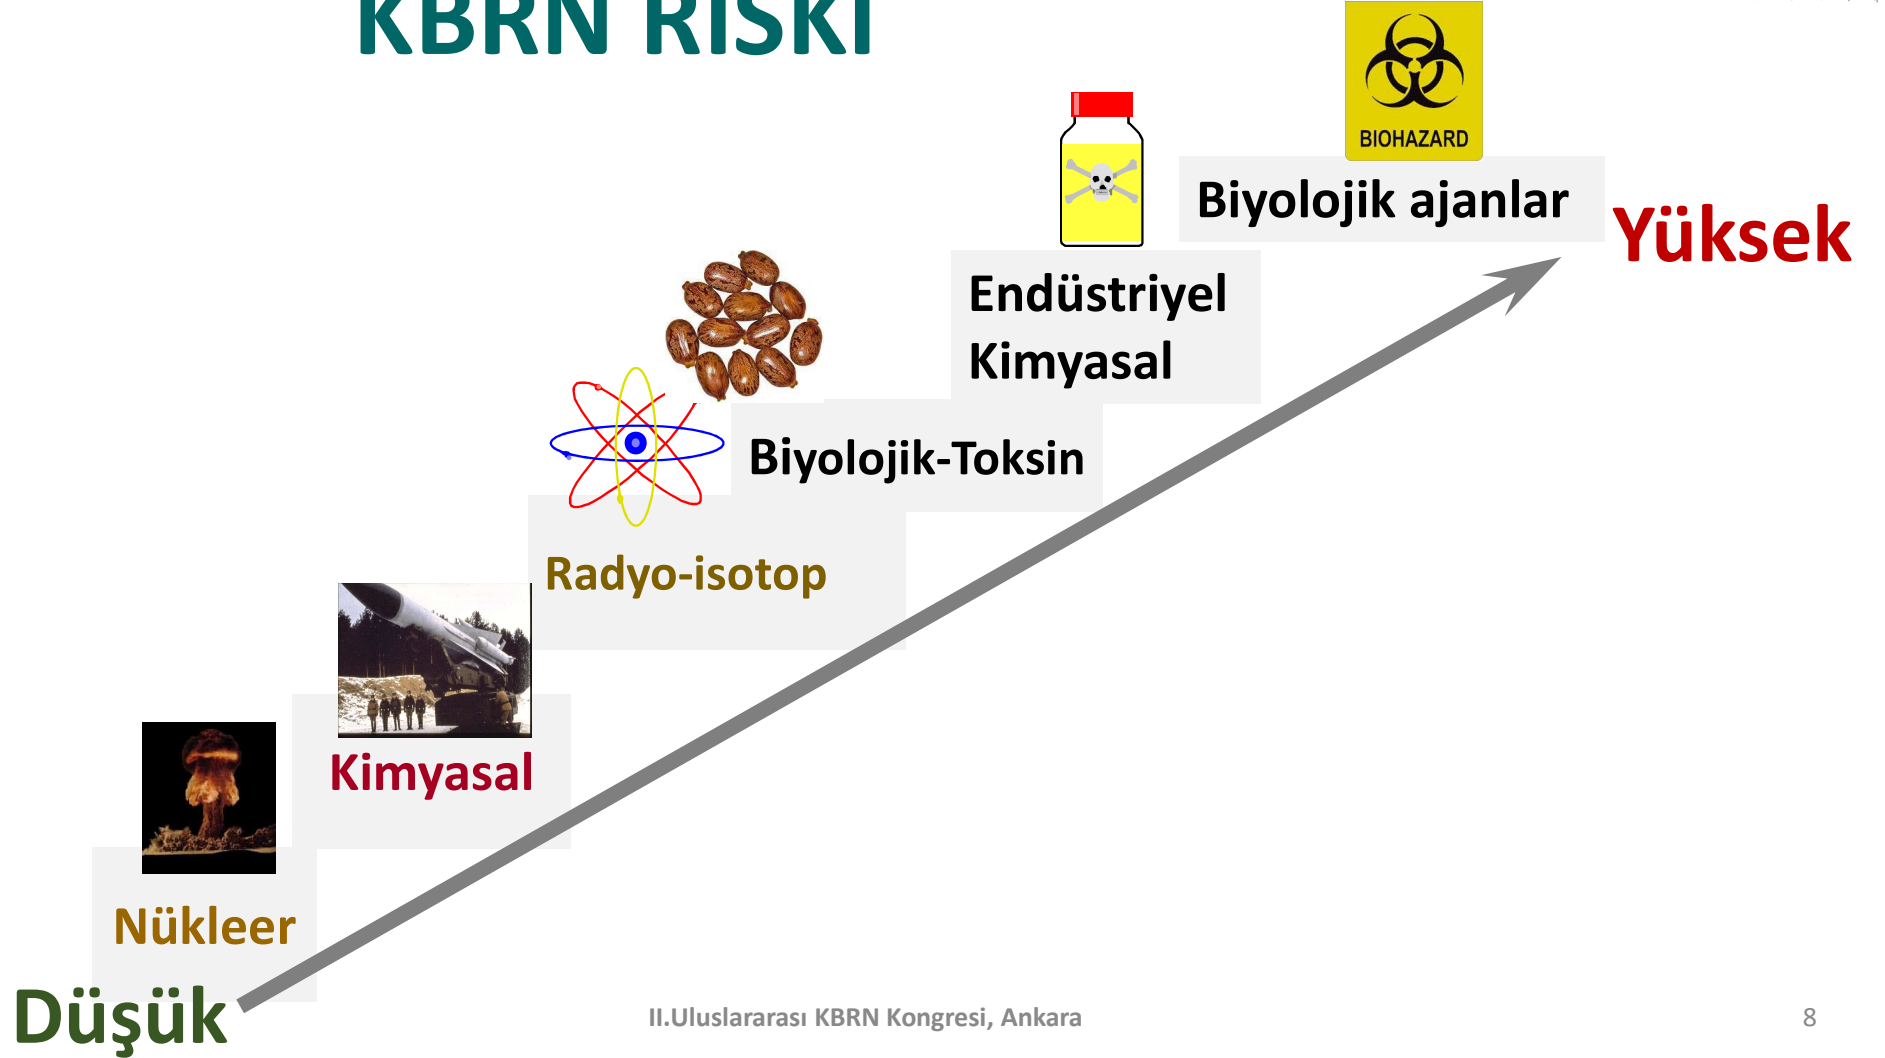 KBRN RİSKİ
BIOHAZARD
Biyolojik ajanlar
Yüksek
Endüstriyel
Kimyasal
Biyolojik-Toksin
Radyo-isotop
Kimyasal
Nükleer
Düşük
II.Uluslararası KBRN Kongresi, Ankara
8